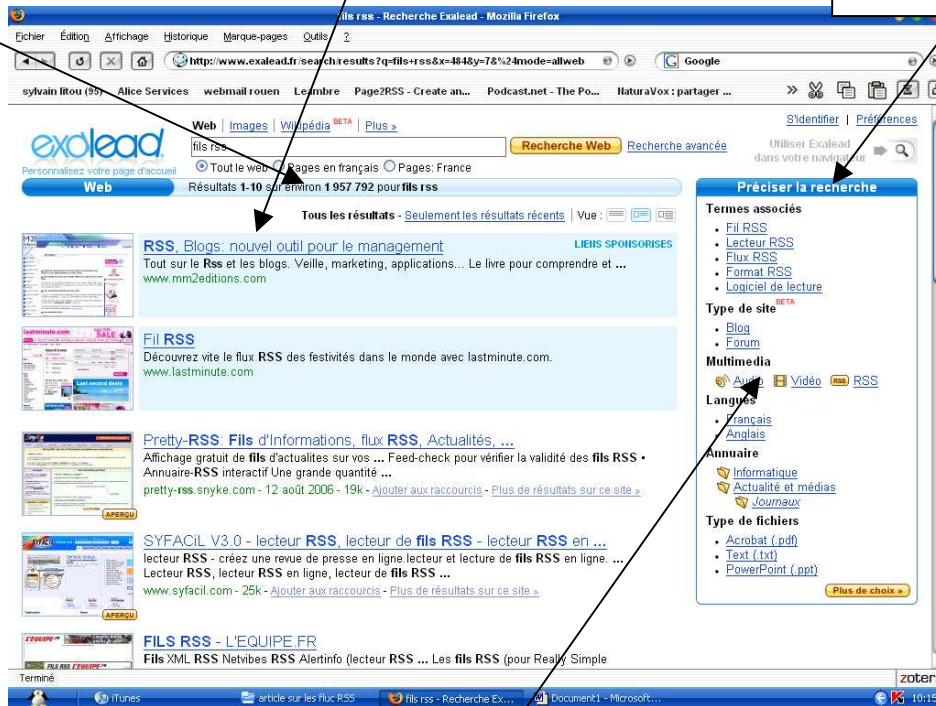 fils rss - Recherche Exalead - Mozilla Firefox
Fichier Édition Affichage Historique Marque-pages Outils ?
http://www.exalead.fr/search/results?q=fils+rss&x=484&y=7&%24mode=allweb Google
sylvain litou (95) Alice Services webmail rouen Leambre Page2RSS - Create an... Podcast.net - The Po... NaturaVox : partager ... »
S'identifier | Préférences
Web | Images | Wikipédia BETA | Plus »
exalead
fils rss Recherche Web Recherche avancée
Utiliser Exalead dans votre navigateur
Personnalisez votre page d'accueil
Tout le web Pages en français Pages: France
Web Résultats 1-10 sur environ 1 957 792 pour fils rss
Tous les résultats - Seulement les résultats récents | Vue :
RSS, Blogs: nouvel outil pour le management LIENS SPONSORISES
Tout sur le Rss et les blogs. Veille, marketing, applications... Le livre pour comprendre et ...
www.mm2editions.com
Fil RSS
Découvrez vite le flux RSS des festivités dans le monde avec lastminute.com.
www.lastminute.com
Pretty-RSS: Fils d'Informations, flux RSS, Actualités, ...
Affichage gratuit de fils d'actualites sur vos ... Feed-check pour vérifier la validité des fils RSS •
Annuaire-RSS interactif Une grande quantité ...
pretty-rss.snyke.com - 12 août 2006 - 19k - Ajouter aux raccourcis - Plus de résultats sur ce site »
APERÇU
SYFACiL V3.0 - lecteur RSS, lecteur de fils RSS - lecteur RSS en ...
lecteur RSS - créez une revue de presse en ligne.lecteur et lecture de fils RSS en ligne. ...
Lecteur RSS, lecteur RSS en ligne, lecteur de fils RSS ...
www.syfacil.com - 25k - Ajouter aux raccourcis - Plus de résultats sur ce site »
APERÇU
FILS RSS - L'EQUIPE.FR
Fils XML RSS Netvibes RSS Alertinfo (lecteur RSS ... Les fils RSS (pour Really Simple
Préciser la recherche
Termes associés
Fil RSS
Lecteur RSS
Flux RSS
Format RSS
Logiciel de lecture
Type de site BETA
Blog
Forum
Multimedia
Audio Vidéo RSS RSS
Langues
Français
Anglais
Annuaire
Informatique
Actualité et médias
Journaux
Type de fichiers
Acrobat (.pdf)
Text (.txt)
PowerPoint (.ppt)
Plus de choix »
Terminé zoter
iTunes article sur les fluc RSS fils rss - Recherche Ex... Document1 - Microsoft... 10:15